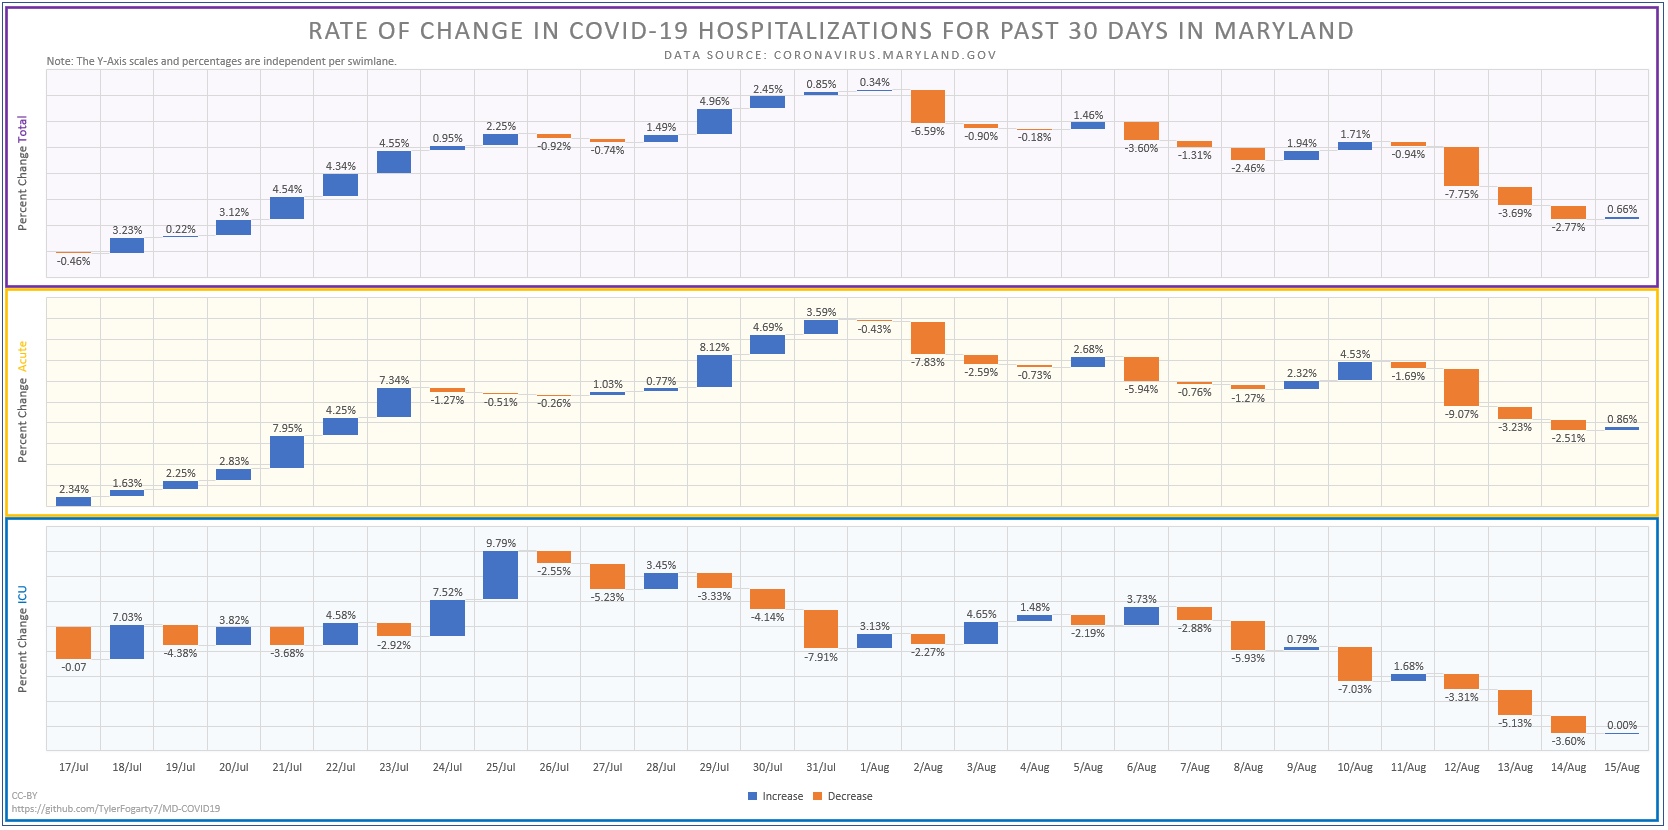 RATE OF CHANGE IN COVID-19 HOSPITALIZATIONS FOR PAST 30 DAYS IN MARYLAND
DATA SOURCE: CORONAVIRUS.MARYLAND.GOV
Note: The Y-Axis scales and percentages are independent per swimlane.
Percent Change Total
-0.46% 3.23% 0.22% 3.12% 4.54% 4.34% 4.55% 0.95% 2.25% -0.92% -0.74% 1.49% 4.96% 2.45% 0.85% 0.34% -6.59% -0.90% -0.18% 1.46% -3.60% -1.31% -2.46% 1.94% 1.71% -0.94% -7.75% -3.69% -2.77% 0.66%
Percent Change Acute
2.34% 1.63% 2.25% 2.83% 7.95% 4.25% 7.34% -1.27% -0.51% -0.26% 1.03% 0.77% 8.12% 4.69% 3.59% -0.43% -7.83% -2.59% -0.73% 2.68% -5.94% -0.76% -1.27% 2.32% 4.53% -1.69% -9.07% -3.23% -2.51% 0.86%
Percent Change ICU
-0.07 7.03% -4.38% 3.82% -3.68% 4.58% -2.92% 7.52% 9.79% -2.55% -5.23% 3.45% -3.33% -4.14% -7.91% 3.13% -2.27% 4.65% 1.48% -2.19% 3.73% -2.88% -5.93% 0.79% -7.03% 1.68% -3.31% -5.13% -3.60% 0.00%
17/Jul 18/Jul 19/Jul 20/Jul 21/Jul 22/Jul 23/Jul 24/Jul 25/Jul 26/Jul 27/Jul 28/Jul 29/Jul 30/Jul 31/Jul 1/Aug 2/Aug 3/Aug 4/Aug 5/Aug 6/Aug 7/Aug 8/Aug 9/Aug 10/Aug 11/Aug 12/Aug 13/Aug 14/Aug 15/Aug
Increase Decrease
CC-BY
https://github.com/TylerFogarty7/MD-COVID19